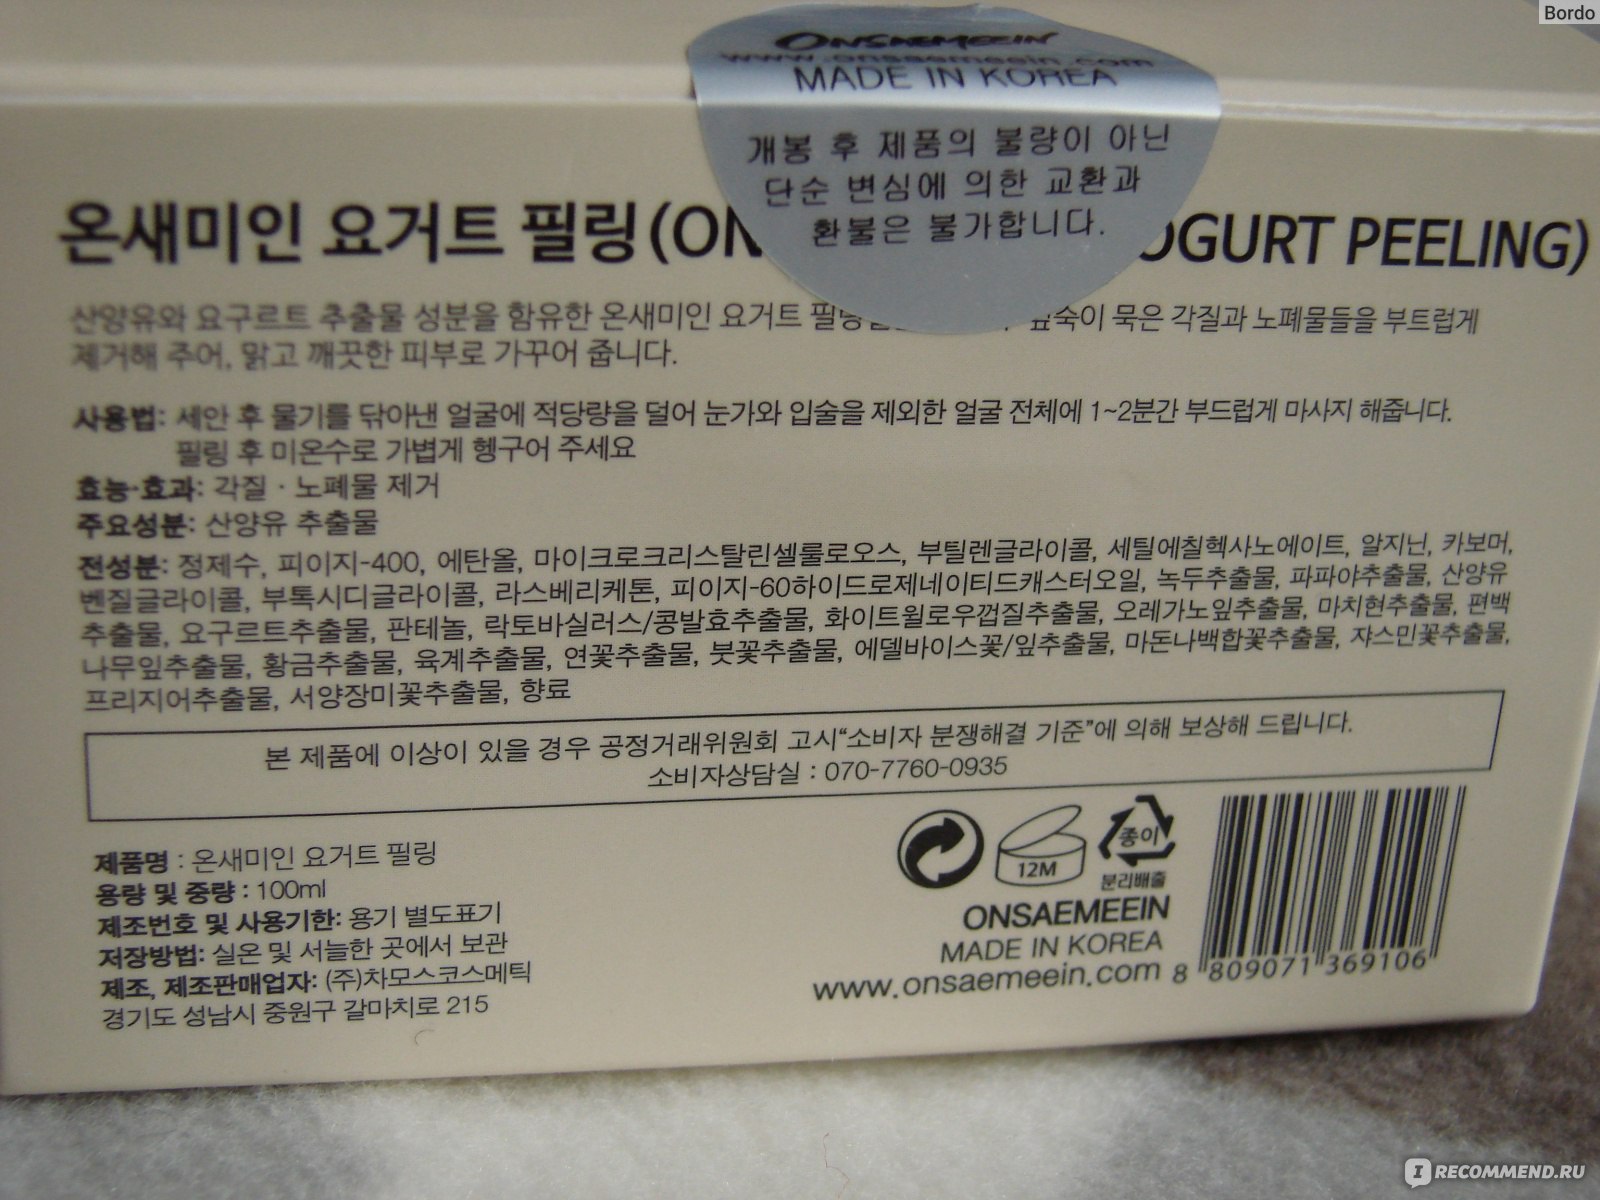 Bordo
ONSAEMEEIN
www.onsaemeein.com
MADE IN KOREA
개봉 후 제품의 불량이 아닌
단순 변심에 의한 교환과
환불은 불가합니다.
온새미인 요거트 필링(ON OGURT PEELING)
산양유와 요구르트 추출물 성분을 함유한 온새미인 요거트 묵은 각질과 노폐물들을 부트럽게
제거해 주어, 맑고 깨끗한 피부로 가꾸어 줍니다.
사용법: 세안 후 물기를 닦아낸 얼굴에 적당량을 덜어 눈가와 입술을 제외한 얼굴 전체에 1~2분간 부드럽게 마사지 해줍니다.
필링 후 미온수로 가볍게 헹구어 주세요
효능·효과: 각질 · 노폐물 제거
주요성분: 산양유 추출물
전성분: 정제수, 피이지-400, 에탄올, 마이크로크리스탈린셀룰로오스, 부틸렌글라이콜, 세틸에칠헥사노에이트, 알지닌, 카보머,
벤질글라이콜, 부톡시디글라이콜, 라스베리케톤, 피이지-60하이드로제네이티드캐스터오일, 녹두추출물, 파파야추출물, 산양유
추출물, 요구르트추출물, 판테놀, 락토바실러스/콩발효추출물, 화이트윌로우껍질추출물, 오레가노잎추출물, 마치현추출물, 편백
나무잎추출물, 황금추출물, 육계추출물, 연꽃추출물, 붓꽃추출물, 에델바이스꽃/잎추출물, 마돈나백합꽃추출물, 쟈스민꽃추출물,
프리지어추출물, 서양장미꽃추출물, 향료
본 제품에 이상이 있을 경우 공정거래위원회 고시"소비자 분쟁해결 기준"에 의해 보상해 드립니다.
소비자상담실 : 070-7760-0935
제품명 : 온새미인 요거트 필링
용량 및 중량 : 100ml
제조번호 및 사용기한: 용기 별도표기
저장방법: 실온 및 서늘한 곳에서 보관
제조, 제조판매업자: (주)차모스코스메틱
경기도 성남시 중원구 갈마치로 215
12M
종이
분리배출
ONSAEMEEIN
MADE IN KOREA
www.onsaemeein.com
8 809071 369106
IRECOMMEND.RU